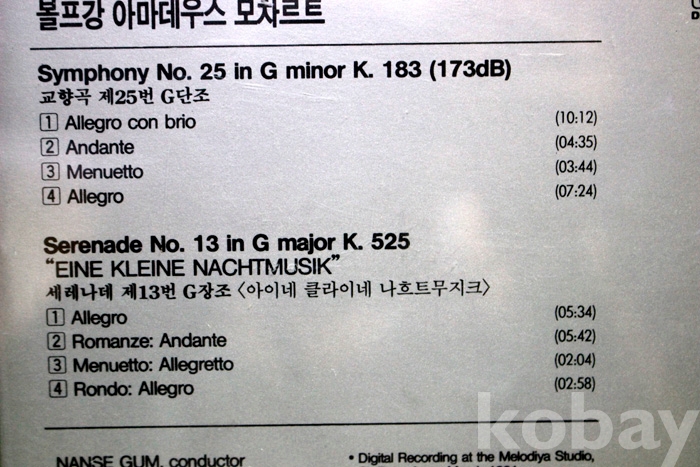 볼프강 아마데우스 모차르트
Symphony No. 25 in G minor K. 183 (173dB)
교향곡 제25번 G단조
1 Allegro con brio (10:12)
2 Andante (04:35)
3 Menuetto (03:44)
4 Allegro (07:24)
Serenade No. 13 in G major K. 525
"EINE KLEINE NACHTMUSIK"
세레나데 제13번 G장조 〈아이네 클라이네 나흐트무지크〉
1 Allegro (05:34)
2 Romanze: Andante (05:42)
3 Menuetto: Allegretto (02:04)
4 Rondo: Allegro (02:58)
kobay
NANSE GUM, conductor
• Digital Recording at the Melodiya Studio,